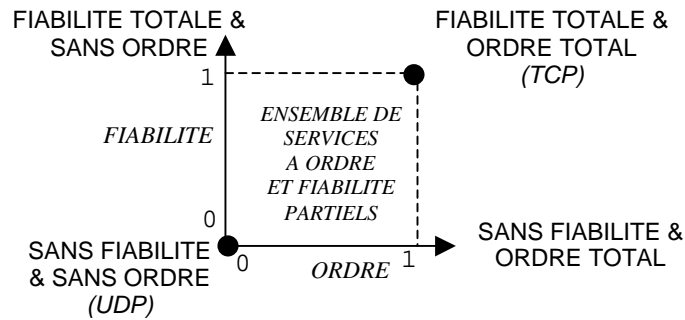 FIABILITE TOTALE &
SANS ORDRE
FIABILITE TOTALE &
ORDRE TOTAL
(TCP)
1
FIABILITE
ENSEMBLE DE
SERVICES
A ORDRE
ET FIABILITE
PARTIELS
0
SANS FIABILITE
& SANS ORDRE
(UDP)
0
ORDRE
1
SANS FIABILITE &
ORDRE TOTAL